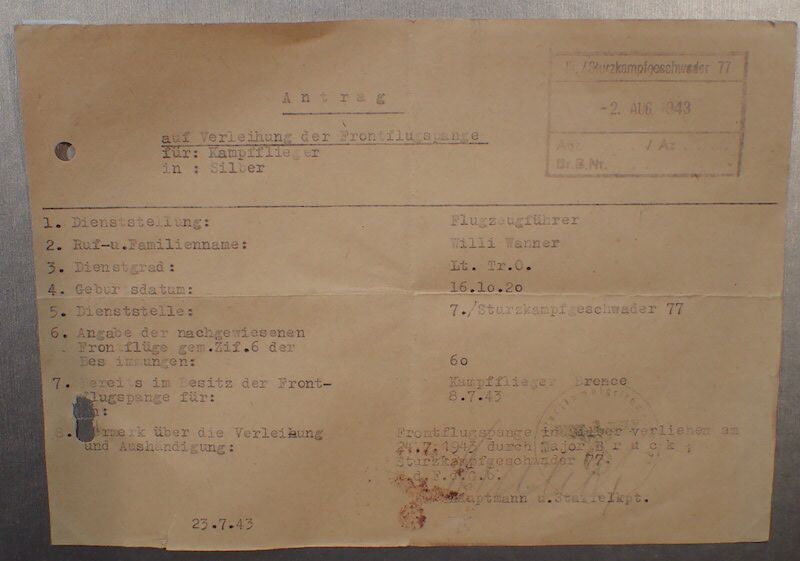 Antrag
auf Verleihung der Frontflugspange
für: Kampfflieger
in : Silber
/Sturzkampfgeschwader 77
-2. AUG. 1943
/ A:
Br.B.Nr.
1. Dienststellung: Flugzeugführer
2. Ruf-u.Familienname: Willi Wanner
3. Dienstgrad: Lt. Tr.O.
4. Geburtsdatum: 16.10.20
5. Dienststelle: 7./Sturzkampfgeschwader 77
6. Angabe der nachgewiesenen
Frontflüge gem.Zif.6 der
Bestimmungen: 60
7. Bereits im Besitz der Front- Kampfflieger Bronce
flugspange für: 8.7.43
8. Vermerk über die Verleihung Frontflugspange in Silber verliehen am
und Aushändigung: 24.7.1943 durch Major Bruck,
Sturzkampfgeschwader 77.
Hauptmann u.Staffelkpt.
23.7.43